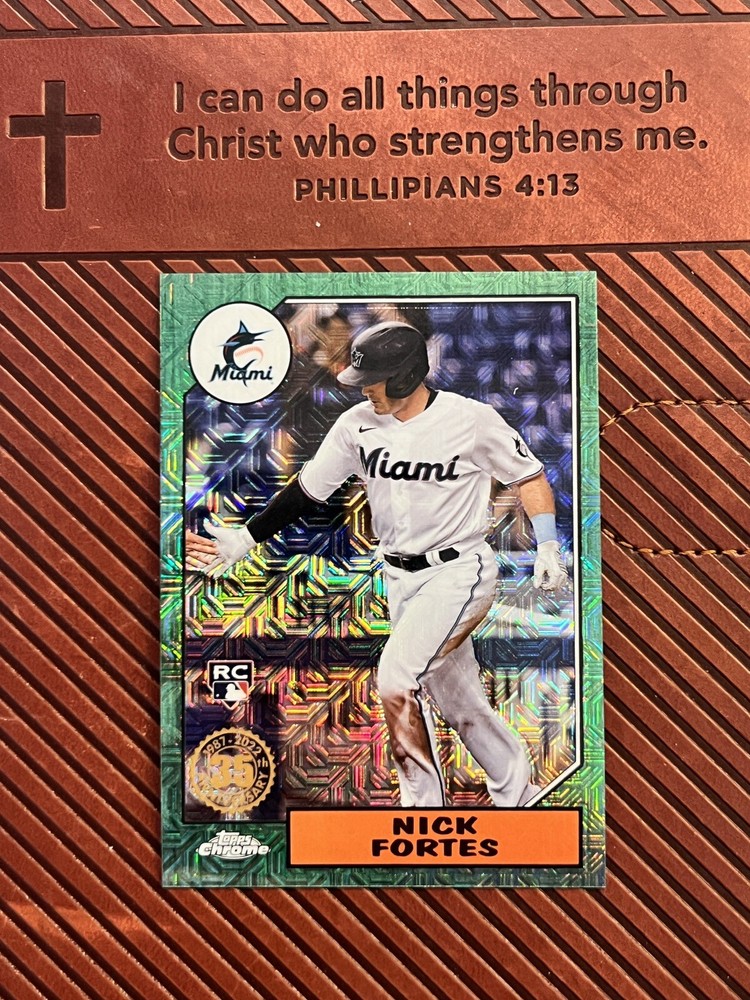 I can do all things through
Christ who strengthens me.
PHILLIPIANS 4:13
Miami
Miami
RC
1987-2022
35th
ANNIVERSARY
Topps
Chrome
NICK
FORTES